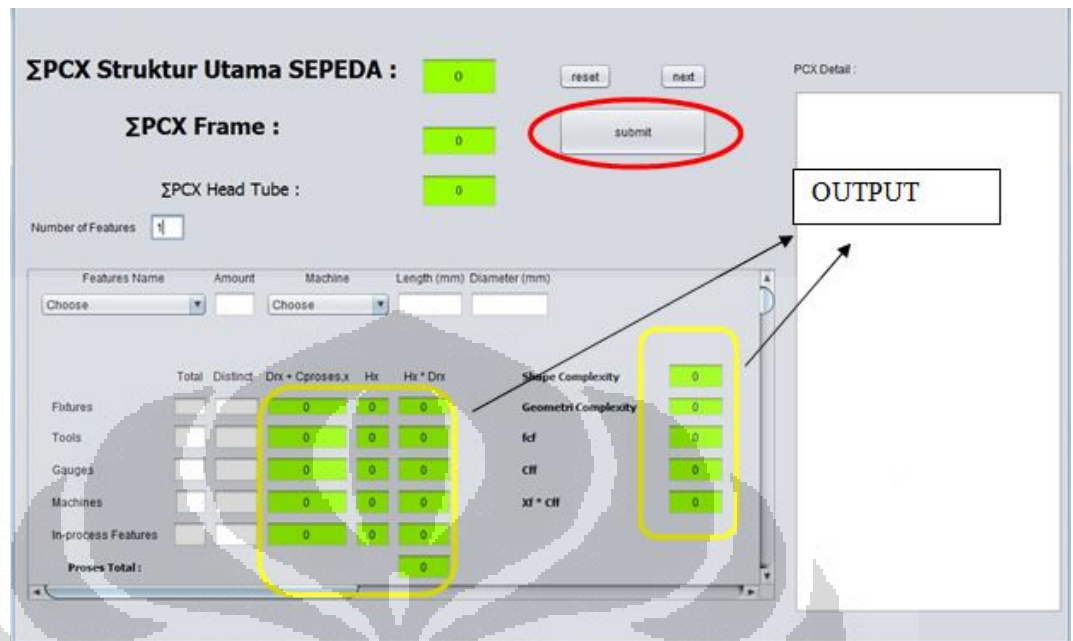 ΣPCX Struktur Utama SEPEDA : 0 reset next PCX Detail :
ΣPCX Frame : 0 submit
ΣPCX Head Tube : 0 OUTPUT
Number of Features 1
Features Name Amount Machine Length (mm) Diameter (mm)
Choose Choose
Total Distinct Drx + Cproses,x Hx Hx * Drx Shape Complexity 0
Fixtures 0 0 0 Geometri Complexity 0
Tools 0 0 0 fcf 0
Gauges 0 0 0 Cff 0
Machines 0 0 0 Xf * Cff 0
In-process Features 0 0 0
Proses Total : 0